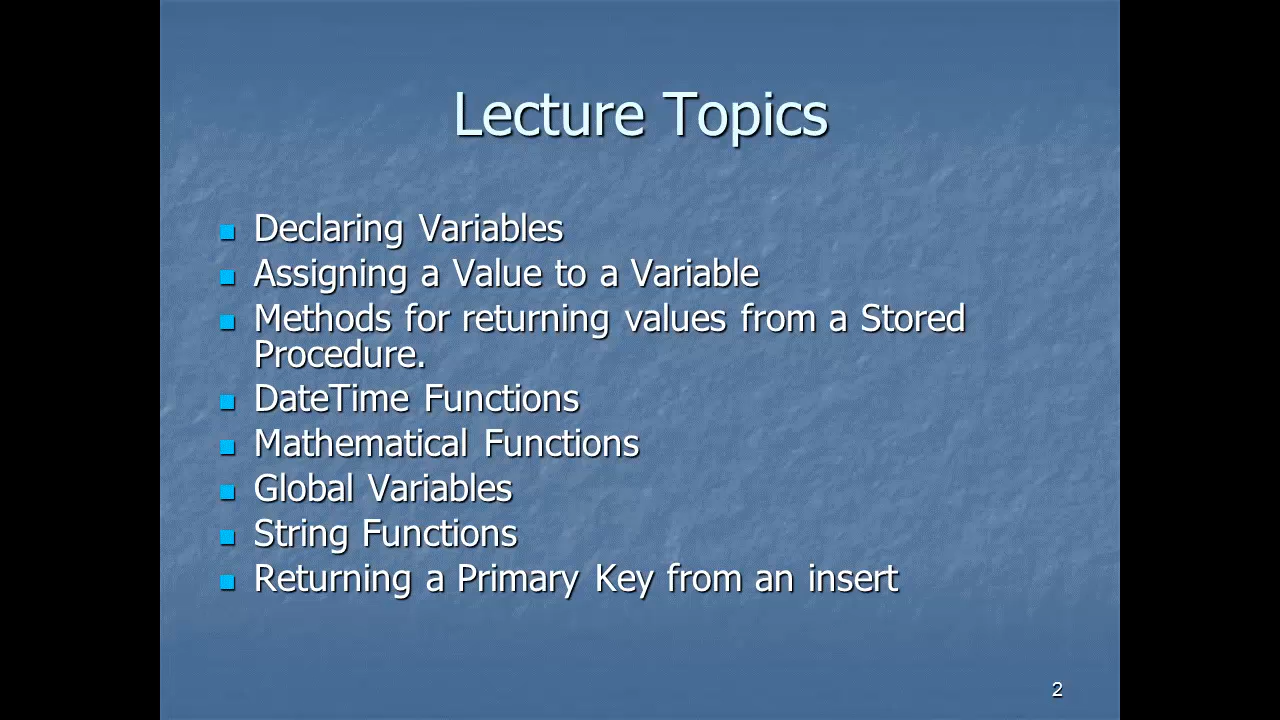 Lecture Topics
Declaring Variables
Assigning a Value to a Variable
Methods for returning values from a Stored
Procedure.
DateTime Functions
Mathematical Functions
Global Variables
String Functions
Returning a Primary Key from an insert
2